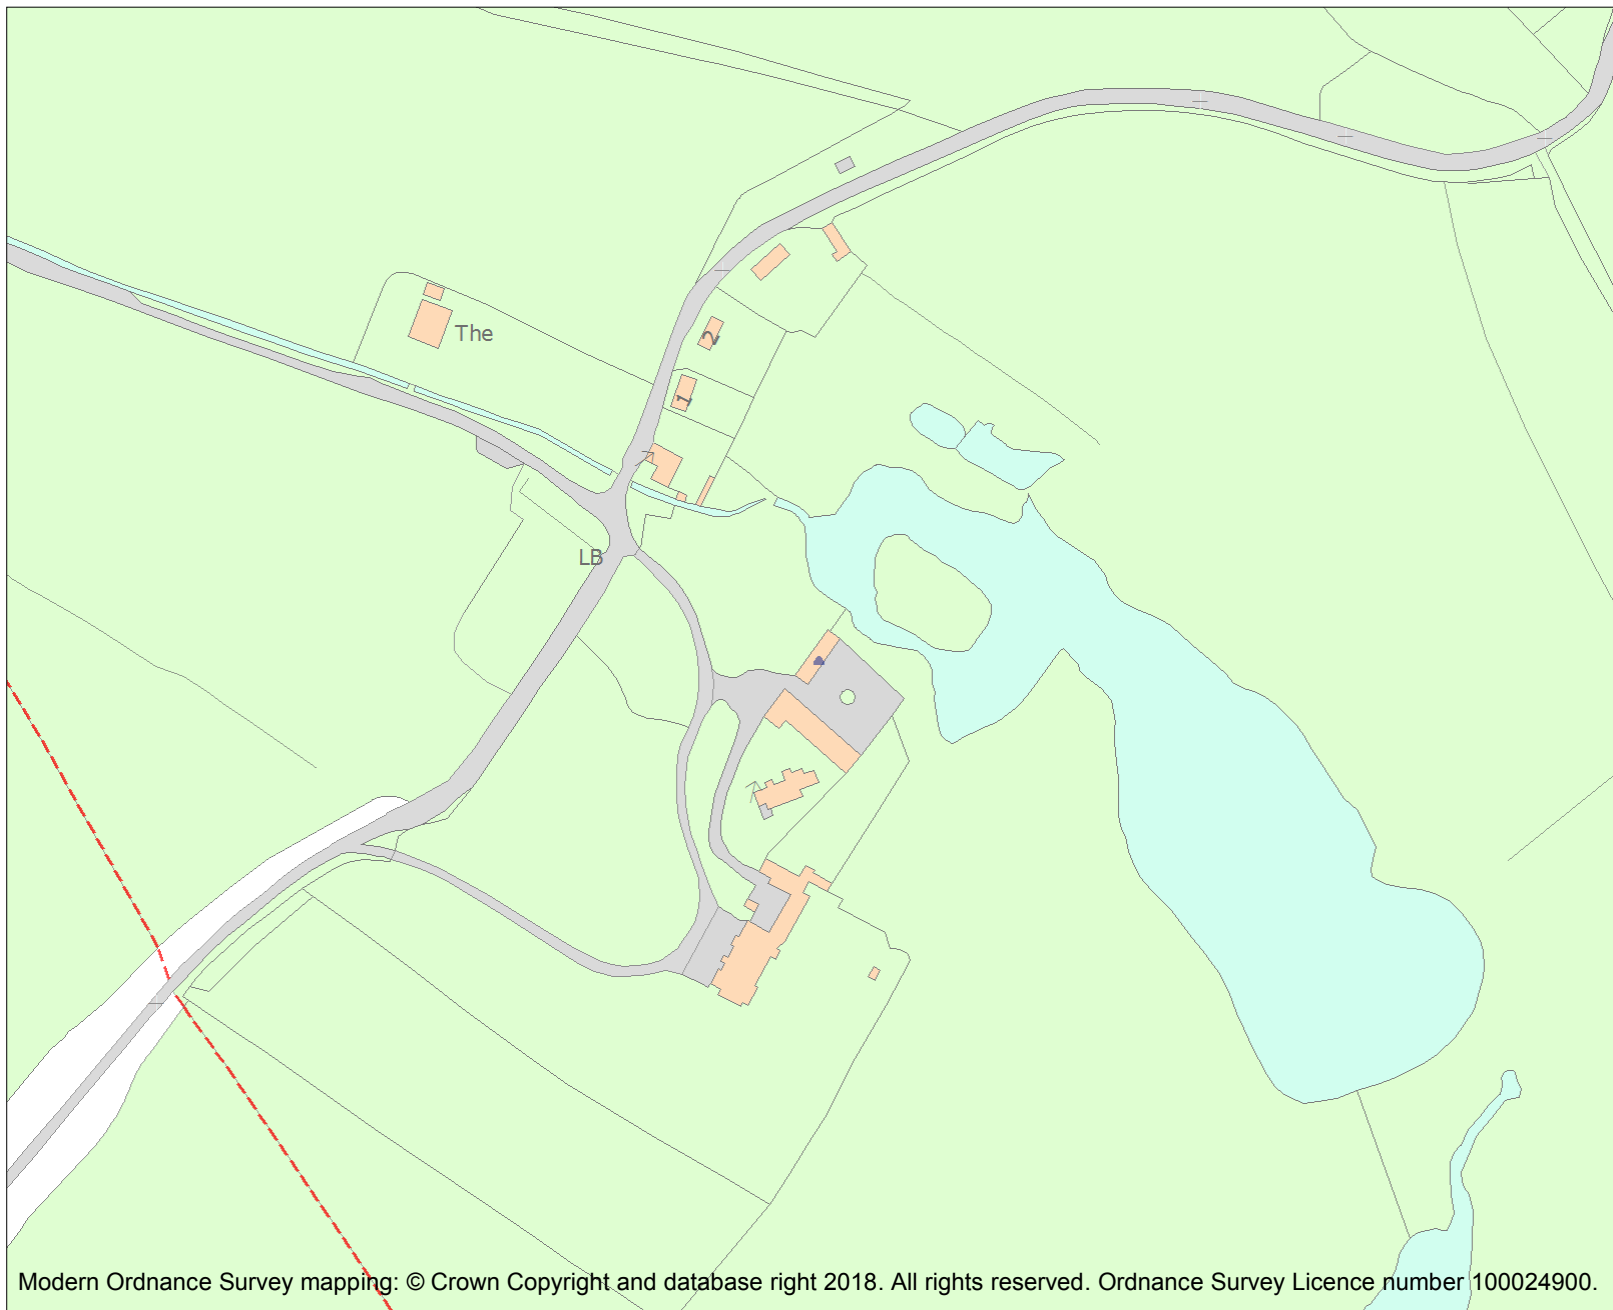 2
The
1
LB
Modern Ordnance Survey mapping: © Crown Copyright and database right 2018. All rights reserved. Ordnance Survey Licence number 100024900.